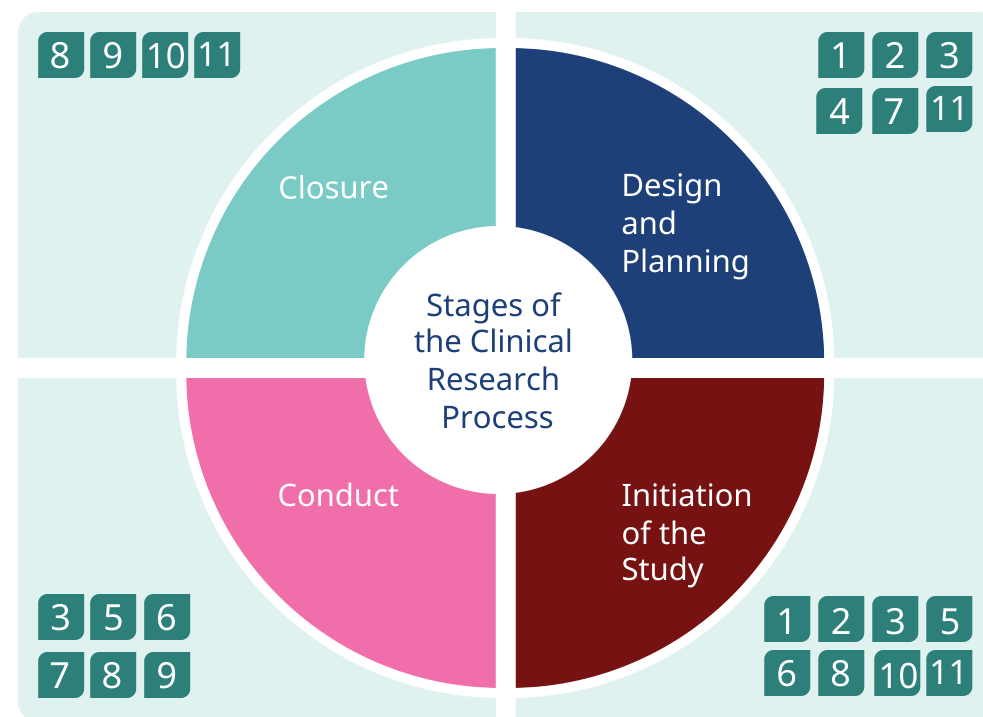 8 9 10 11
1 2 3
4 7 11
Closure
Design
and
Planning
Stages of
the Clinical
Research
Process
Conduct
Initiation
of the
Study
3 5 6
7 8 9
1 2 3 5
6 8 10 11